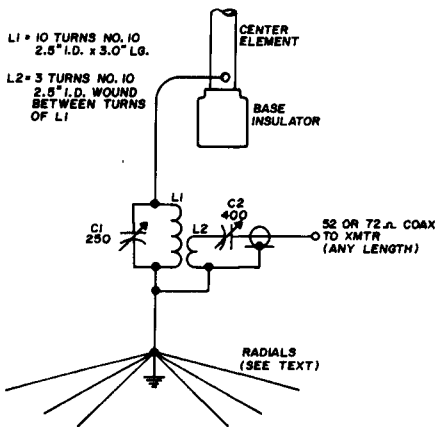 L1 = 10 TURNS NO. 10
2.5" I.D. x 3.0" LG.
L2 = 3 TURNS NO. 10
2.5" I.D. WOUND
BETWEEN TURNS
OF L1
CENTER
ELEMENT
BASE
INSULATOR
C1
250
L1
L2
C2
400
52 OR 72 Ω COAX
TO XMTR
(ANY LENGTH)
RADIALS
(SEE TEXT)